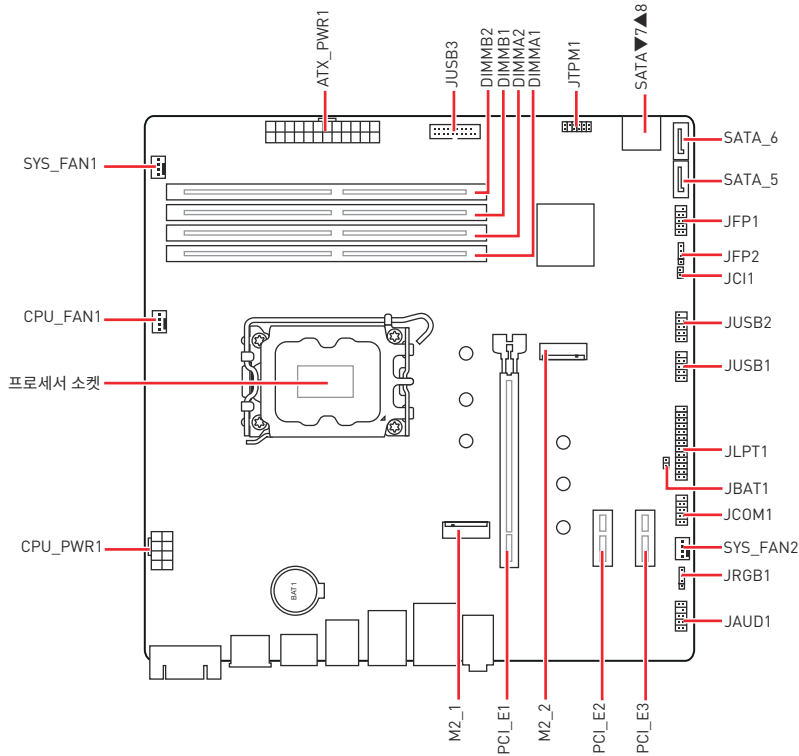 ATX_PWR1
JUSB3
DIMMB2
DIMMB1
DIMMA2
DIMMA1
JTPM1
SATA▼7▲8
SYS_FAN1
CPU_FAN1
프로세서 소켓
CPU_PWR1
SATA_6
SATA_5
JFP1
JFP2
JCI1
JUSB2
JUSB1
JLPT1
JBAT1
JCOM1
SYS_FAN2
JRGB1
JAUD1
BAT1
M2_1
PCI_E1
M2_2
PCI_E2
PCI_E3